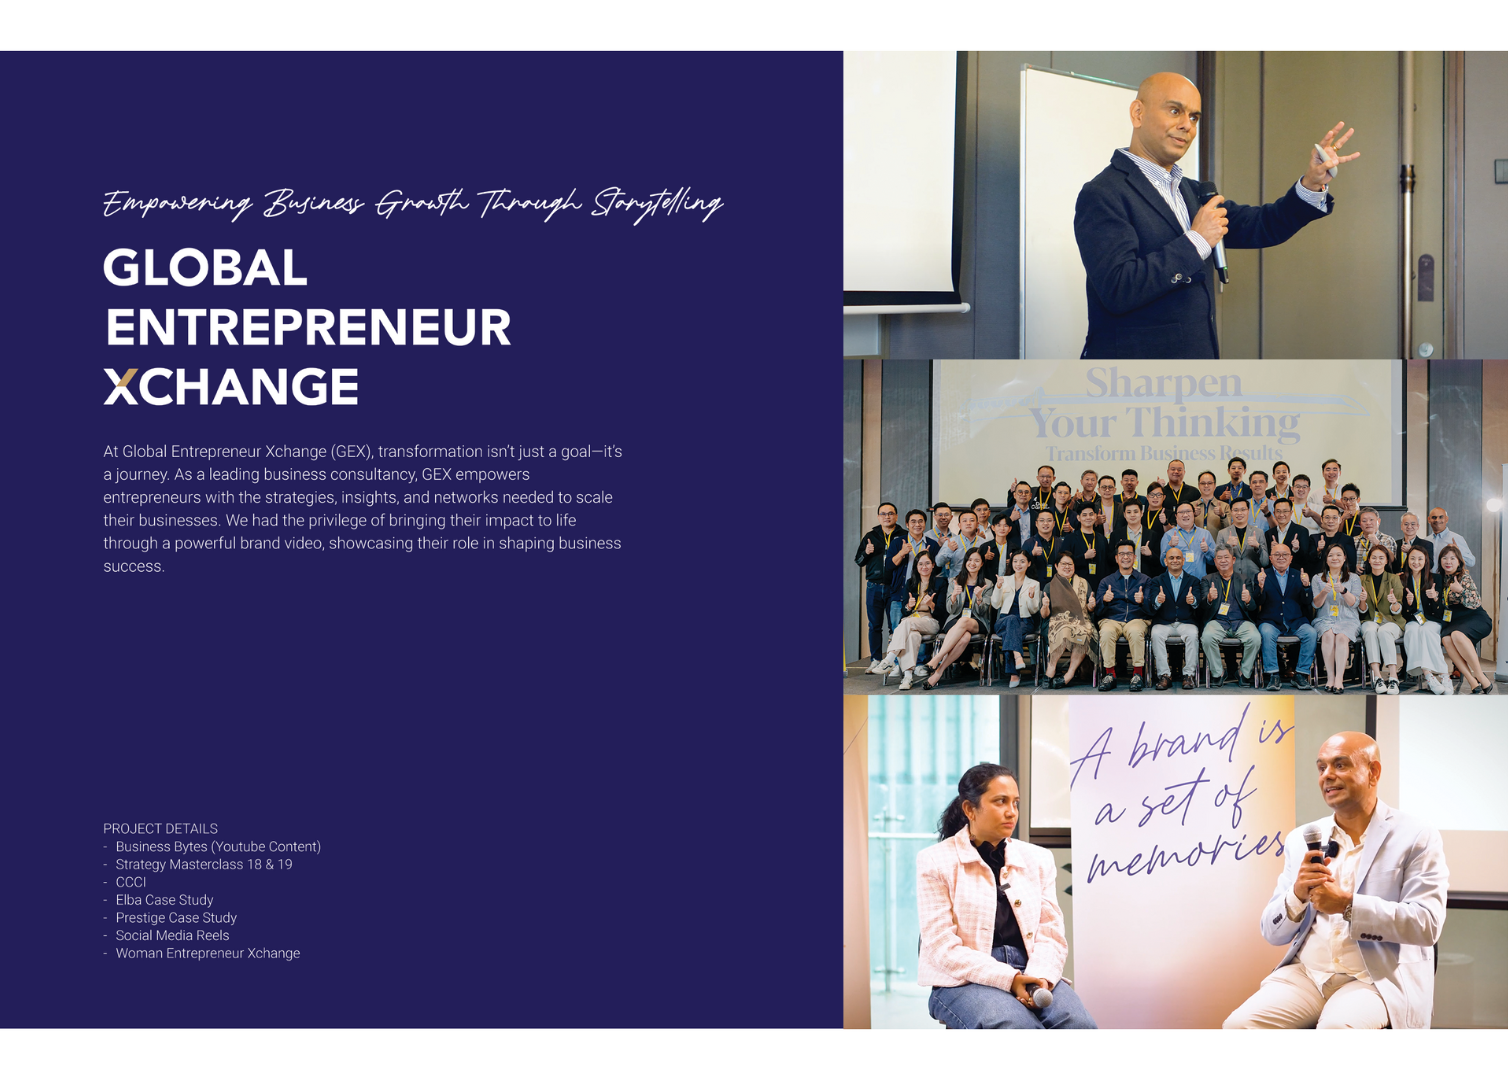 Empowering Business Growth Through Storytelling
GLOBAL
ENTREPRENEUR
XCHANGE
At Global Entrepreneur Xchange (GEX), transformation isn’t just a goal—it’s
a journey. As a leading business consultancy, GEX empowers
entrepreneurs with the strategies, insights, and networks needed to scale
their businesses. We had the privilege of bringing their impact to life
through a powerful brand video, showcasing their role in shaping business
success.
PROJECT DETAILS
- Business Bytes (Youtube Content)
- Strategy Masterclass 18 & 19
- CCCI
- Elba Case Study
- Prestige Case Study
- Social Media Reels
- Woman Entrepreneur Xchange
Sharpen
Your Thinking
Transform Business Results
A brand is
a set of
memories